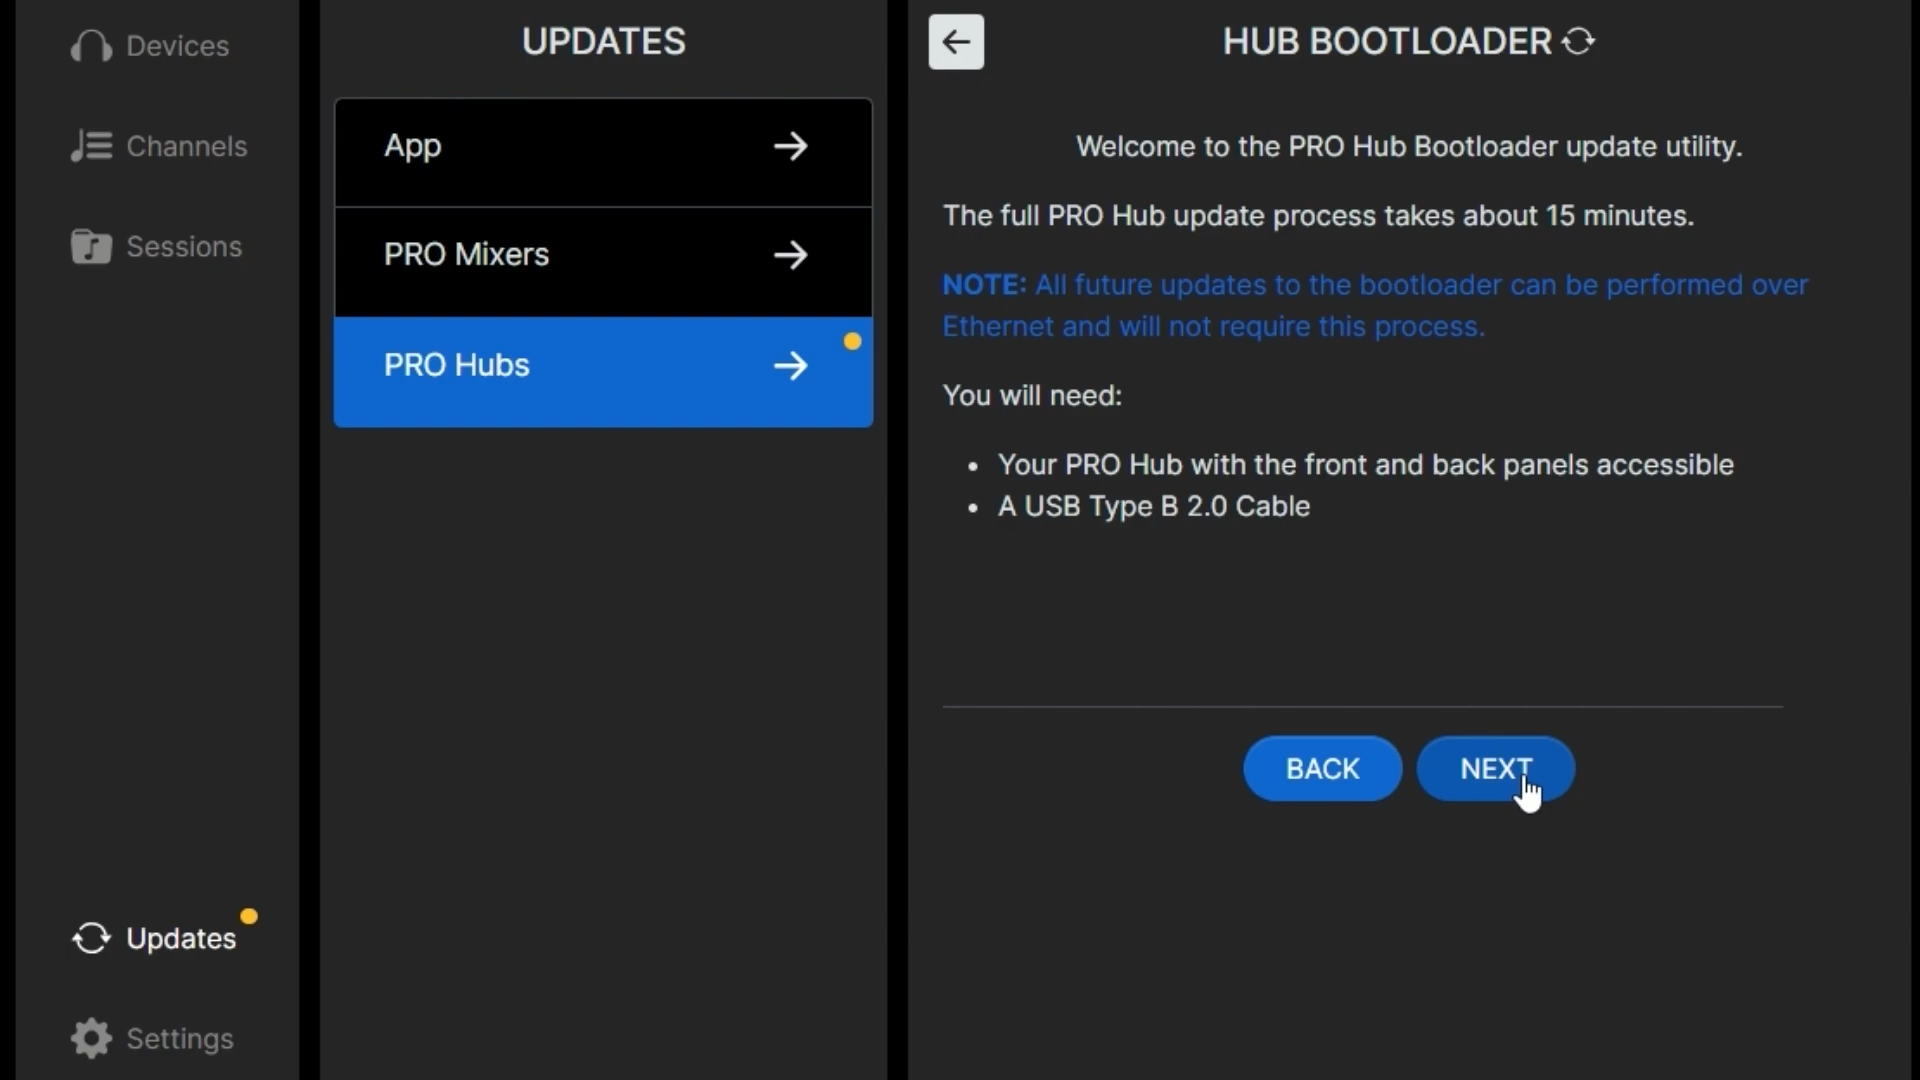 Devices
Channels
Sessions
Updates
Settings
UPDATES
App
PRO Mixers
PRO Hubs
HUB BOOTLOADER
Welcome to the PRO Hub Bootloader update utility.
The full PRO Hub update process takes about 15 minutes.
NOTE: All future updates to the bootloader can be performed over
Ethernet and will not require this process.
You will need:
• Your PRO Hub with the front and back panels accessible
• A USB Type B 2.0 Cable
BACK
NEXT